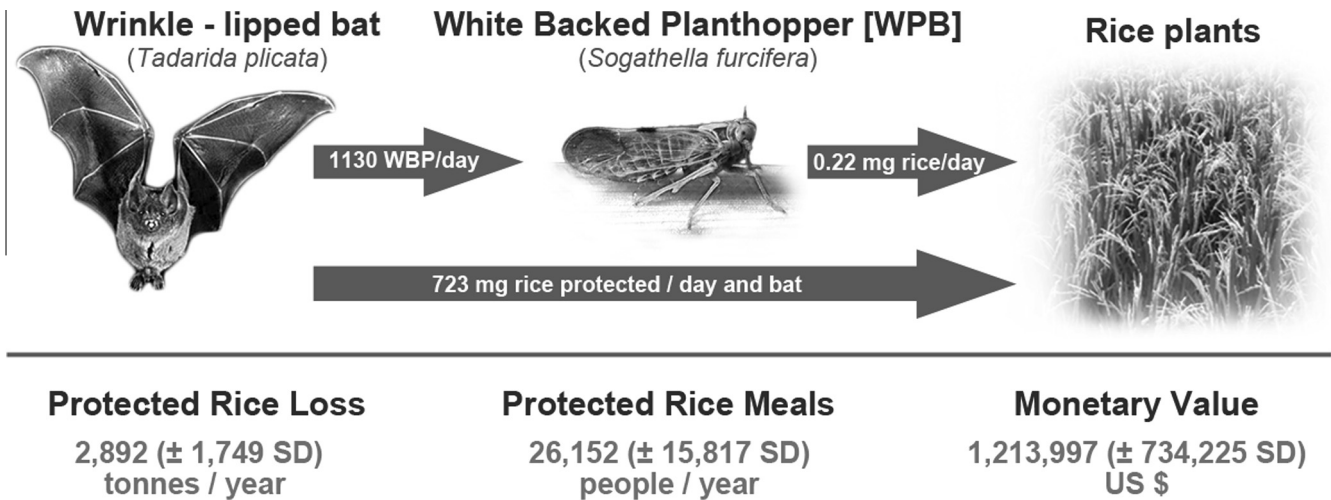 Wrinkle - lipped bat
(Tadarida plicata)
White Backed Planthopper [WPB]
(Sogathella furcifera)
Rice plants
1130 WBP/day
0.22 mg rice/day
723 mg rice protected / day and bat
Protected Rice Loss
2,892 (± 1,749 SD)
tonnes / year
Protected Rice Meals
26,152 (± 15,817 SD)
people / year
Monetary Value
1,213,997 (± 734,225 SD)
US $